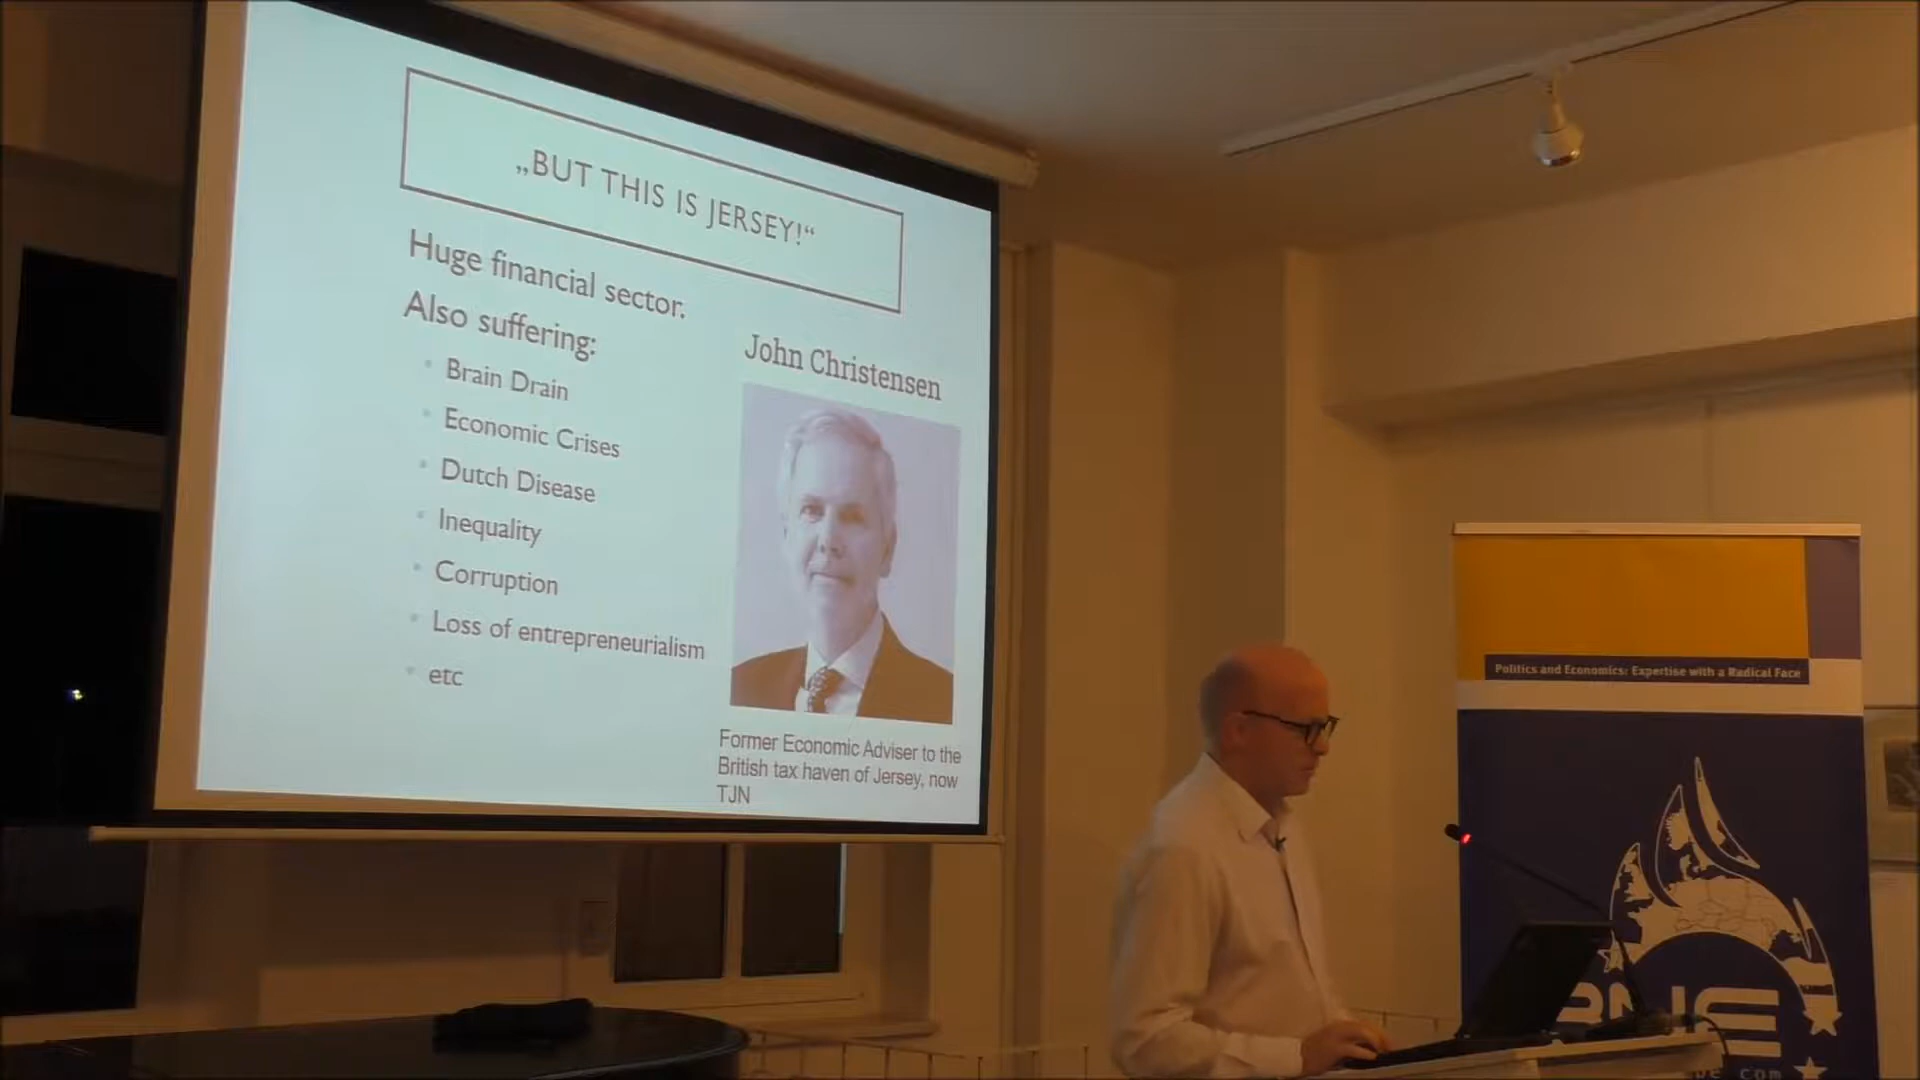 „BUT THIS IS JERSEY!“
Huge financial sector.
Also suffering:
Brain Drain
Economic Crises
Dutch Disease
Inequality
Corruption
Loss of entrepreneurialism
etc
John Christensen
Former Economic Adviser to the
British tax haven of Jersey, now
TJN
Politics and Economics: Expertise with a Radical Face